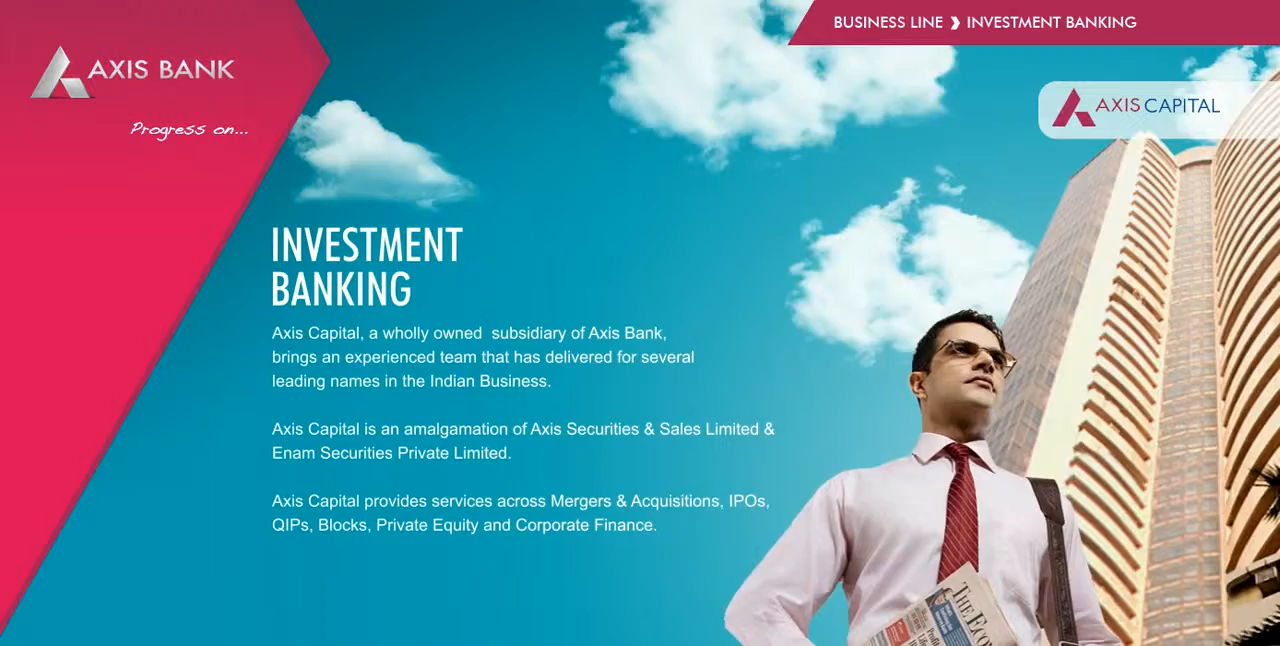 BUSINESS LINE ❯ INVESTMENT BANKING
AXIS BANK
Progress on...
AXIS CAPITAL
INVESTMENT
BANKING
Axis Capital, a wholly owned  subsidiary of Axis Bank,
brings an experienced team that has delivered for several
leading names in the Indian Business.
Axis Capital is an amalgamation of Axis Securities & Sales Limited &
Enam Securities Private Limited.
Axis Capital provides services across Mergers & Acquisitions, IPOs,
QIPs, Blocks, Private Equity and Corporate Finance.
THE ECO